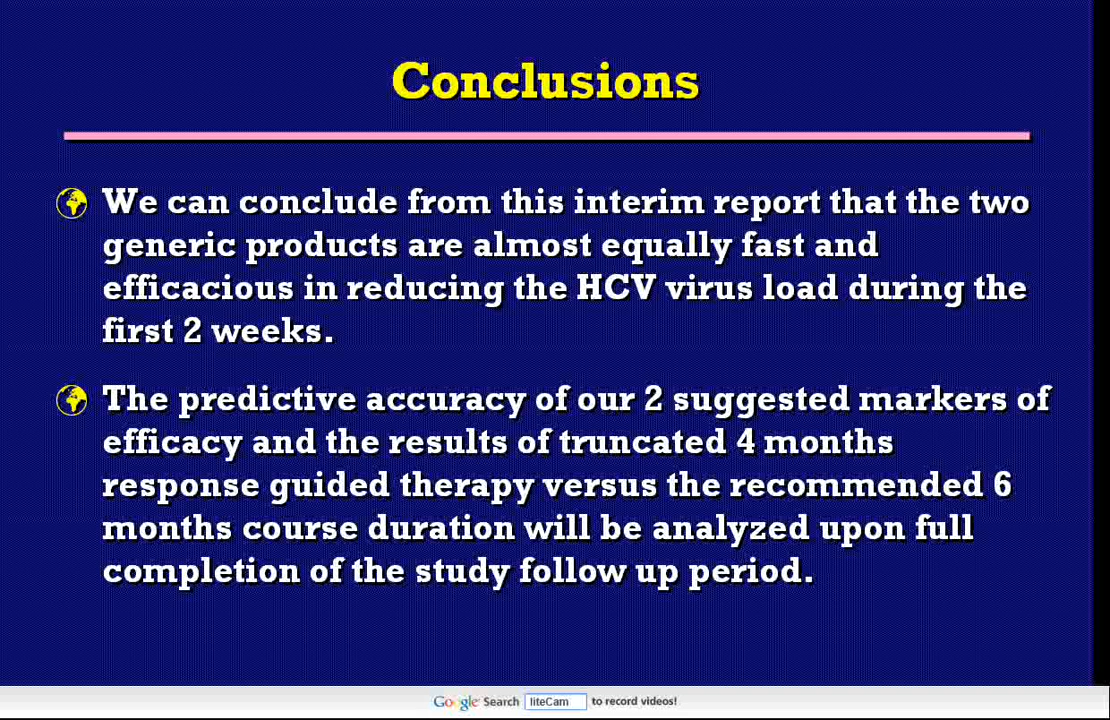 Conclusions
We can conclude from this interim report that the two
generic products are almost equally fast and
efficacious in reducing the HCV virus load during the
first 2 weeks.
The predictive accuracy of our 2 suggested markers of
efficacy and the results of truncated 4 months
response guided therapy versus the recommended 6
months course duration will be analyzed upon full
completion of the study follow up period.
Google Search liteCam to record videos!